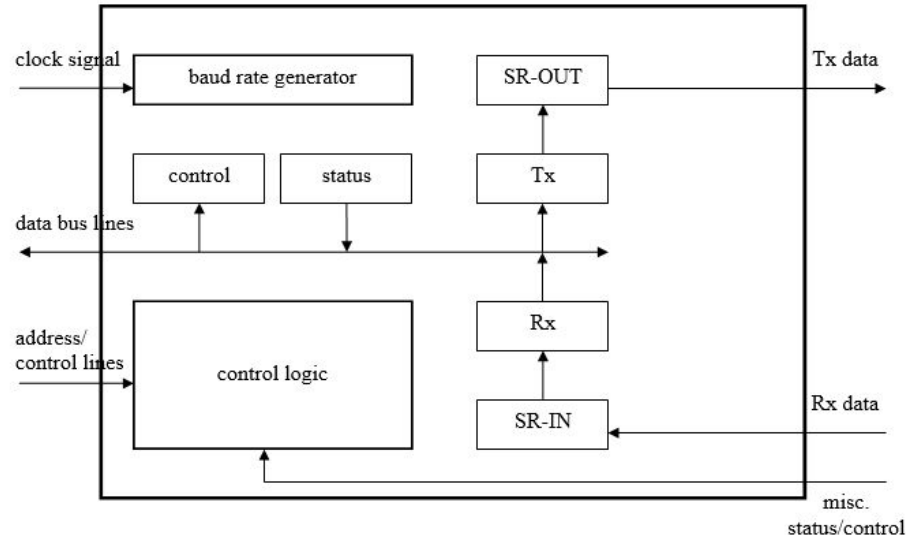 clock signal
baud rate generator
SR-OUT
Tx data
control
status
Tx
data bus lines
address/
control lines
control logic
Rx
SR-IN
Rx data
misc.
status/control